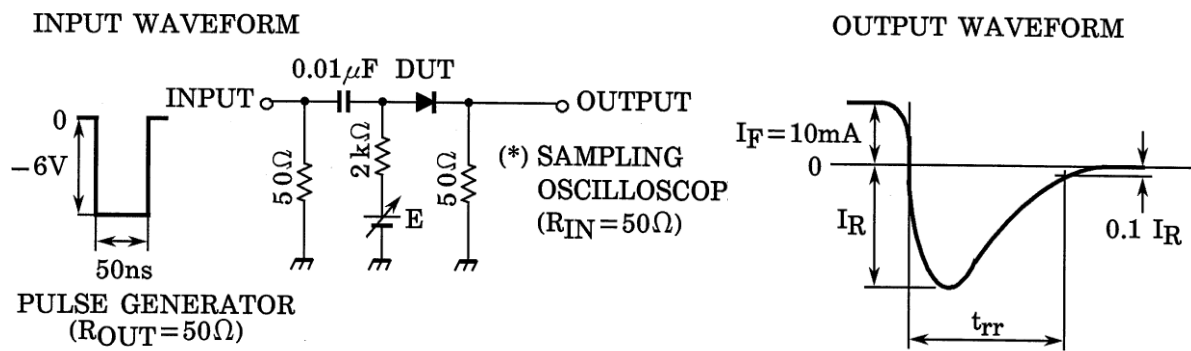 INPUT WAVEFORM
0
−6V
50ns
PULSE GENERATOR
(ROUT=50Ω)
0.01μF DUT
INPUT
OUTPUT
50Ω
2kΩ
E
50Ω
(*) SAMPLING
OSCILLOSCOP
(RIN=50Ω)
OUTPUT WAVEFORM
IF=10mA
0
IR
0.1 IR
trr